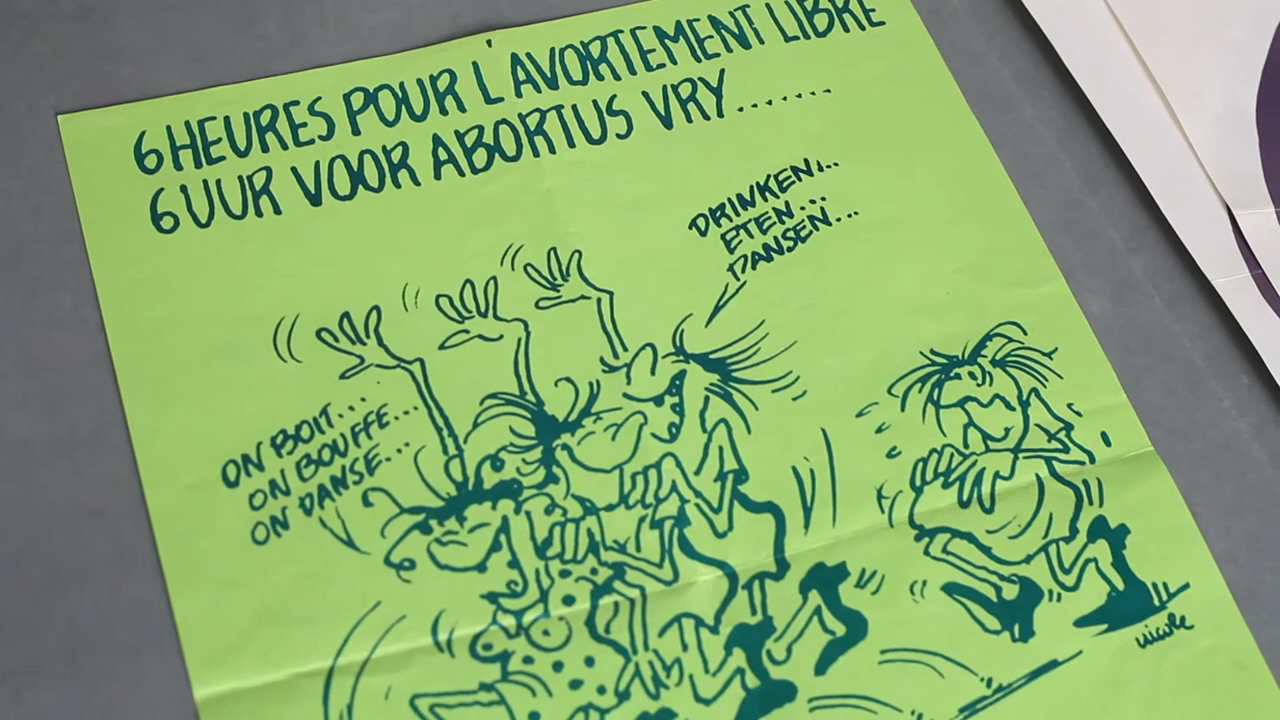 6 HEURES POUR L'AVORTEMENT LIBRE
6 UUR VOOR ABORTUS VRY.......
DRINKEN...
ETEN...
DANSEN...
ON BOIT...
ON BOUFFE...
ON DANSE...
nicole